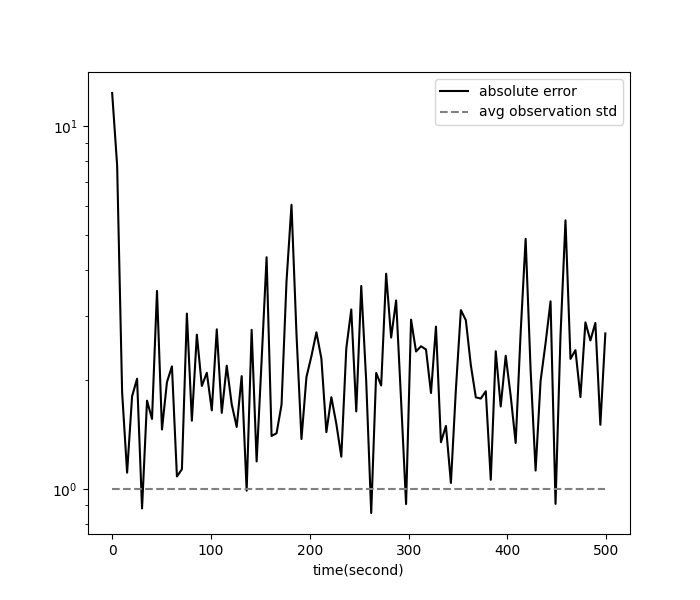 absolute error
avg observation std
10¹
10⁰
0 100 200 300 400 500
time(second)